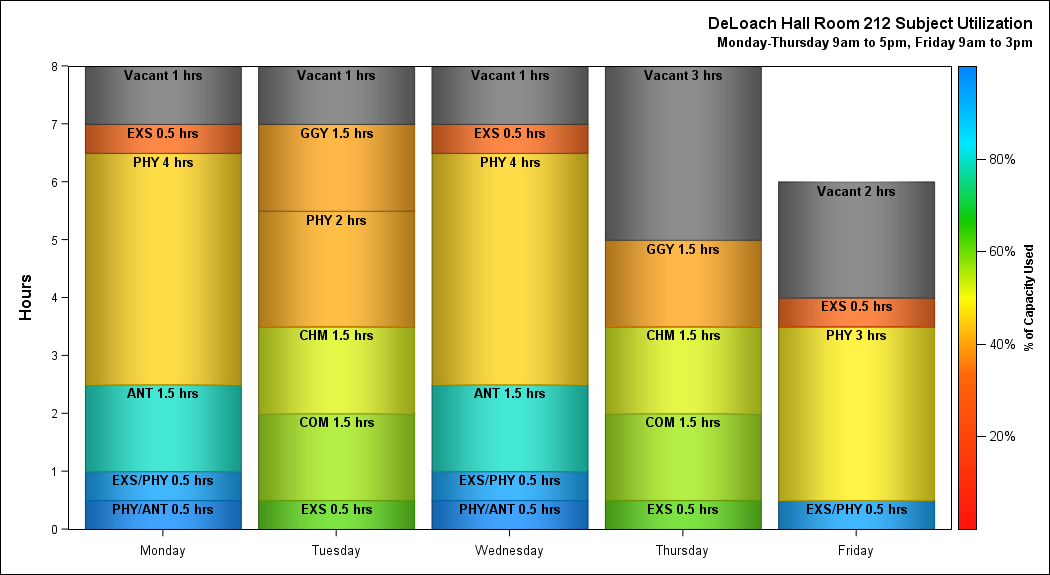 DeLoach Hall Room 212 Subject Utilization
Monday-Thursday 9am to 5pm, Friday 9am to 3pm
Hours
8
7
6
5
4
3
2
1
0
Vacant 1 hrs
EXS 0.5 hrs
PHY 4 hrs
ANT 1.5 hrs
EXS/PHY 0.5 hrs
PHY/ANT 0.5 hrs
Monday
Vacant 1 hrs
GGY 1.5 hrs
PHY 2 hrs
CHM 1.5 hrs
COM 1.5 hrs
EXS 0.5 hrs
Tuesday
Vacant 1 hrs
EXS 0.5 hrs
PHY 4 hrs
ANT 1.5 hrs
EXS/PHY 0.5 hrs
PHY/ANT 0.5 hrs
Wednesday
Vacant 3 hrs
GGY 1.5 hrs
CHM 1.5 hrs
COM 1.5 hrs
EXS 0.5 hrs
Thursday
Vacant 2 hrs
EXS 0.5 hrs
PHY 3 hrs
EXS/PHY 0.5 hrs
Friday
80%
60%
40%
20%
% of Capacity Used